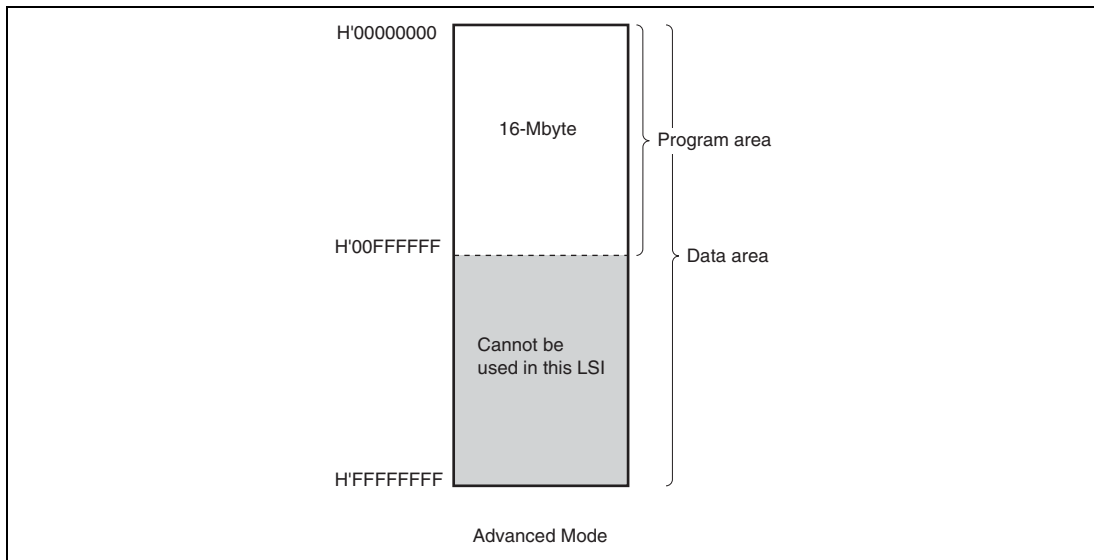 H'00000000
16-Mbyte
Program area
H'00FFFFFF
Data area
Cannot be
used in this LSI
H'FFFFFFFF
Advanced Mode